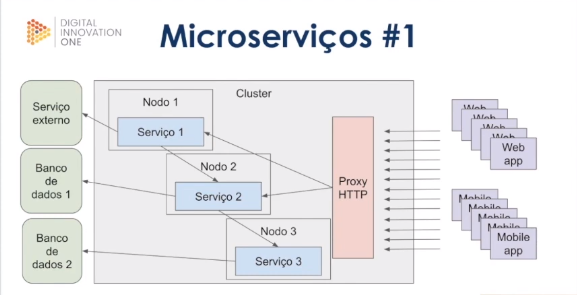 DIGITAL
INNOVATION
ONE
Microserviços #1
Cluster
Serviço
externo
Banco
de
dados 1
Banco
de
dados 2
Nodo 1
Serviço 1
Nodo 2
Serviço 2
Nodo 3
Serviço 3
Proxy
HTTP
Web
Web
Web
Web
Web
app
Mobile
Mobile
Mobile
Mobile
Mobile
app